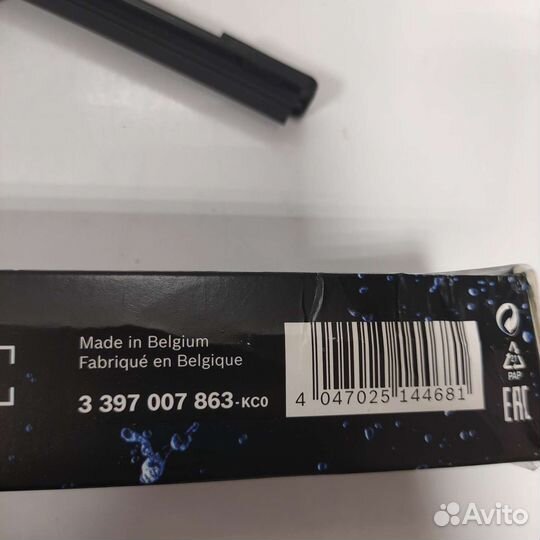 Made in Belgium
Fabriqué en Belgique
3 397 007 863-KC0
4 047025 144681
21
PAP
EAC
Avito